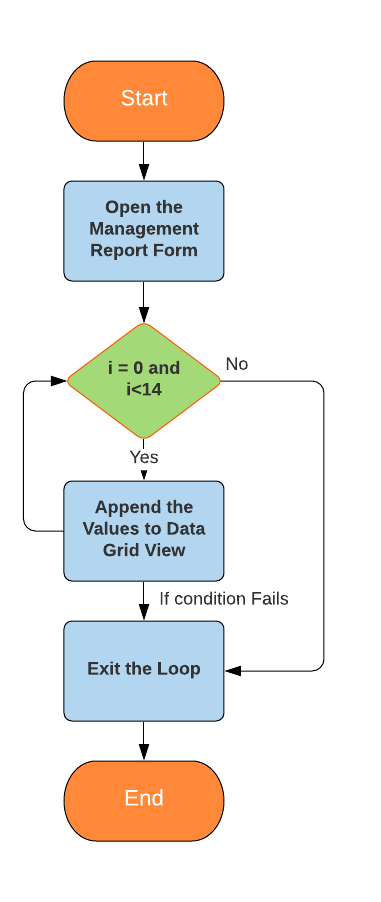 Start
Open the
Management
Report Form
i = 0 and
i<14
No
Yes
Append the
Values to Data
Grid View
If condition Fails
Exit the Loop
End